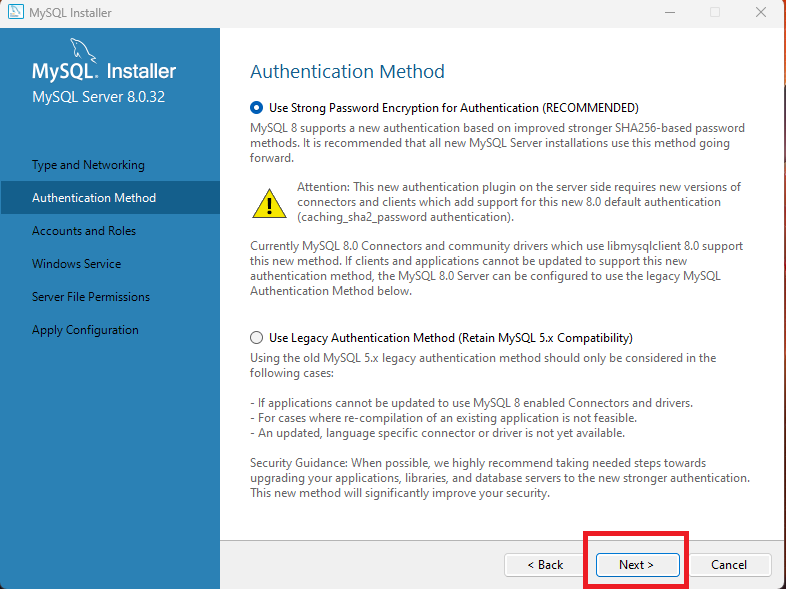 MySQL Installer
MySQL. Installer
MySQL Server 8.0.32
Type and Networking
Authentication Method
Accounts and Roles
Windows Service
Server File Permissions
Apply Configuration
Authentication Method
Use Strong Password Encryption for Authentication (RECOMMENDED)
MySQL 8 supports a new authentication based on improved stronger SHA256-based password
methods. It is recommended that all new MySQL Server installations use this method going
forward.
Attention: This new authentication plugin on the server side requires new versions of
connectors and clients which add support for this new 8.0 default authentication
(caching_sha2_password authentication).
Currently MySQL 8.0 Connectors and community drivers which use libmysqlclient 8.0 support
this new method. If clients and applications cannot be updated to support this new
authentication method, the MySQL 8.0 Server can be configured to use the legacy MySQL
Authentication Method below.
Use Legacy Authentication Method (Retain MySQL 5.x Compatibility)
Using the old MySQL 5.x legacy authentication method should only be considered in the
following cases:
- If applications cannot be updated to use MySQL 8 enabled Connectors and drivers.
- For cases where re-compilation of an existing application is not feasible.
- An updated, language specific connector or driver is not yet available.
Security Guidance: When possible, we highly recommend taking needed steps towards
upgrading your applications, libraries, and database servers to the new stronger authentication.
This new method will significantly improve your security.
< Back
Next >
Cancel